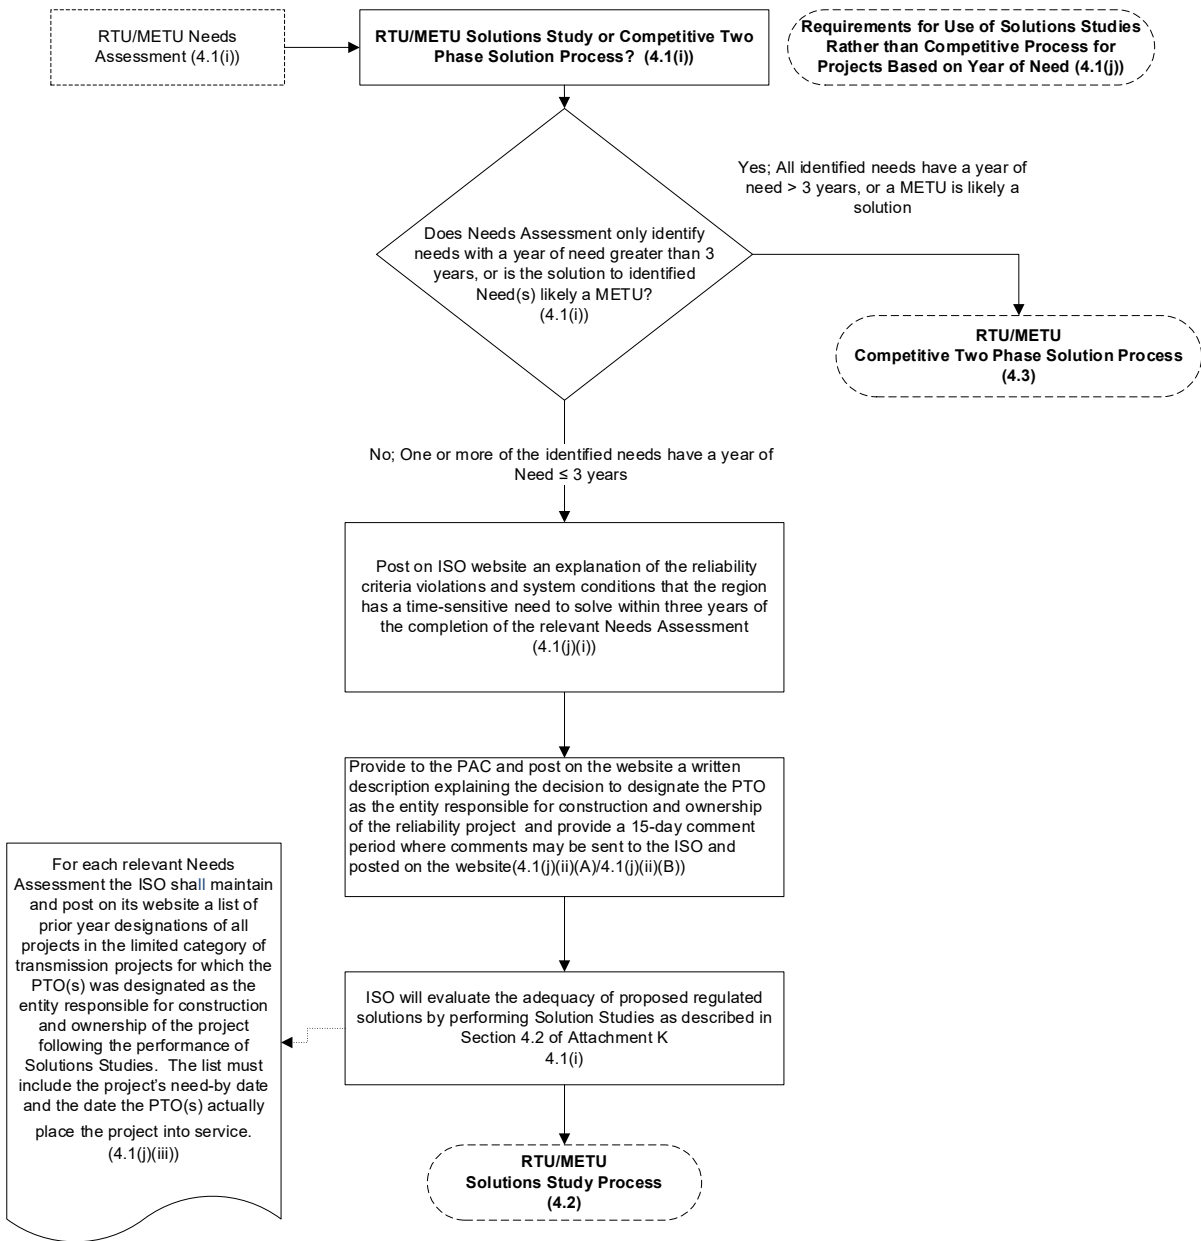 RTU/METU Needs
Assessment (4.1(i))
RTU/METU Solutions Study or Competitive Two
Phase Solution Process? (4.1(i))
Requirements for Use of Solutions Studies
Rather than Competitive Process for
Projects Based on Year of Need (4.1(j))
Yes; All identified needs have a year of
need > 3 years, or a METU is likely a
solution
Does Needs Assessment only identify
needs with a year of need greater than 3
years, or is the solution to identified
Need(s) likely a METU?
(4.1(i))
RTU/METU
Competitive Two Phase Solution Process
(4.3)
No; One or more of the identified needs have a year of
Need ≤ 3 years
Post on ISO website an explanation of the reliability
criteria violations and system conditions that the region
has a time-sensitive need to solve within three years of
the completion of the relevant Needs Assessment
(4.1(j)(i))
Provide to the PAC and post on the website a written
description explaining the decision to designate the PTO
as the entity responsible for construction and ownership
of the reliability project and provide a 15-day comment
period where comments may be sent to the ISO and
posted on the website(4.1(j)(ii)(A)/4.1(j)(ii)(B))
For each relevant Needs
Assessment the ISO shall maintain
and post on its website a list of
prior year designations of all
projects in the limited category of
transmission projects for which the
PTO(s) was designated as the
entity responsible for construction
and ownership of the project
following the performance of
Solutions Studies. The list must
include the project's need-by date
and the date the PTO(s) actually
place the project into service.
(4.1(j)(iii))
ISO will evaluate the adequacy of proposed regulated
solutions by performing Solution Studies as described in
Section 4.2 of Attachment K
4.1(i)
RTU/METU
Solutions Study Process
(4.2)